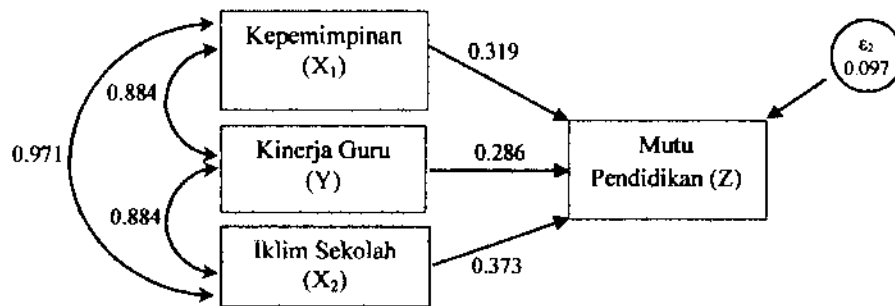 Kepemimpinan
(X₁)
0.319
ε₂
0.097
0.884
0.971
Kinerja Guru
(Y)
0.286
Mutu
Pendidikan (Z)
0.884
Iklim Sekolah
(X₂)
0.373